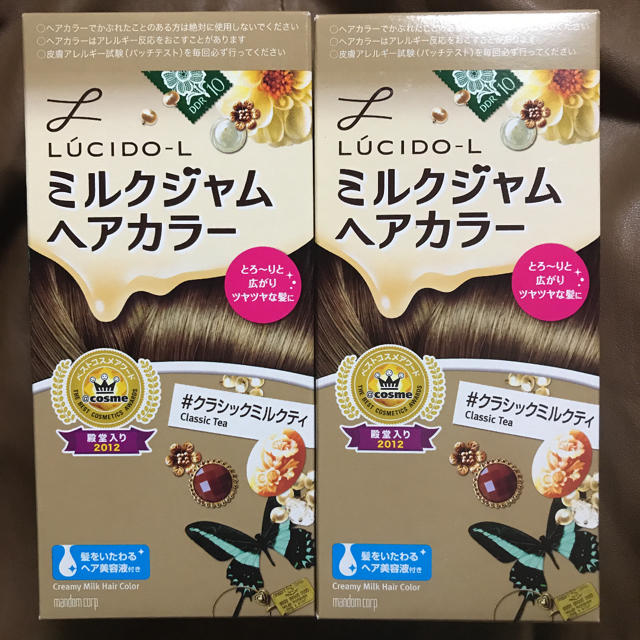 ○ヘアカラーでかぶれたことのある方は絶対に使用しないでください
○ヘアカラーはアレルギー反応をおこすことがあります
○皮膚アレルギー試験(パッチテスト)を毎回必ず行ってください
DDR 10
LÚCIDO-L
ミルクジャム
ヘアカラー
とろ〜りと
広がり
ツヤツヤな髪に
ベストコスメアワード
@cosme
THE BEST COSMETICS AWARDS
殿堂入り
2012
#クラシックミルクティ
Classic Tea
髪をいたわる
ヘア美容液付き
Creamy Milk Hair Color
mandom corp
○ヘアカラーでかぶれたことのある方は絶対に使用しないでください
○ヘアカラーはアレルギー反応をおこすことがあります
○皮膚アレルギー試験(パッチテスト)を毎回必ず行ってください
DDR 10
LÚCIDO-L
ミルクジャム
ヘアカラー
とろ〜りと
広がり
ツヤツヤな髪に
ベストコスメアワード
@cosme
THE BEST COSMETICS AWARDS
殿堂入り
2012
#クラシックミルクティ
Classic Tea
髪をいたわる
ヘア美容液付き
Creamy Milk Hair Color
mandom corp